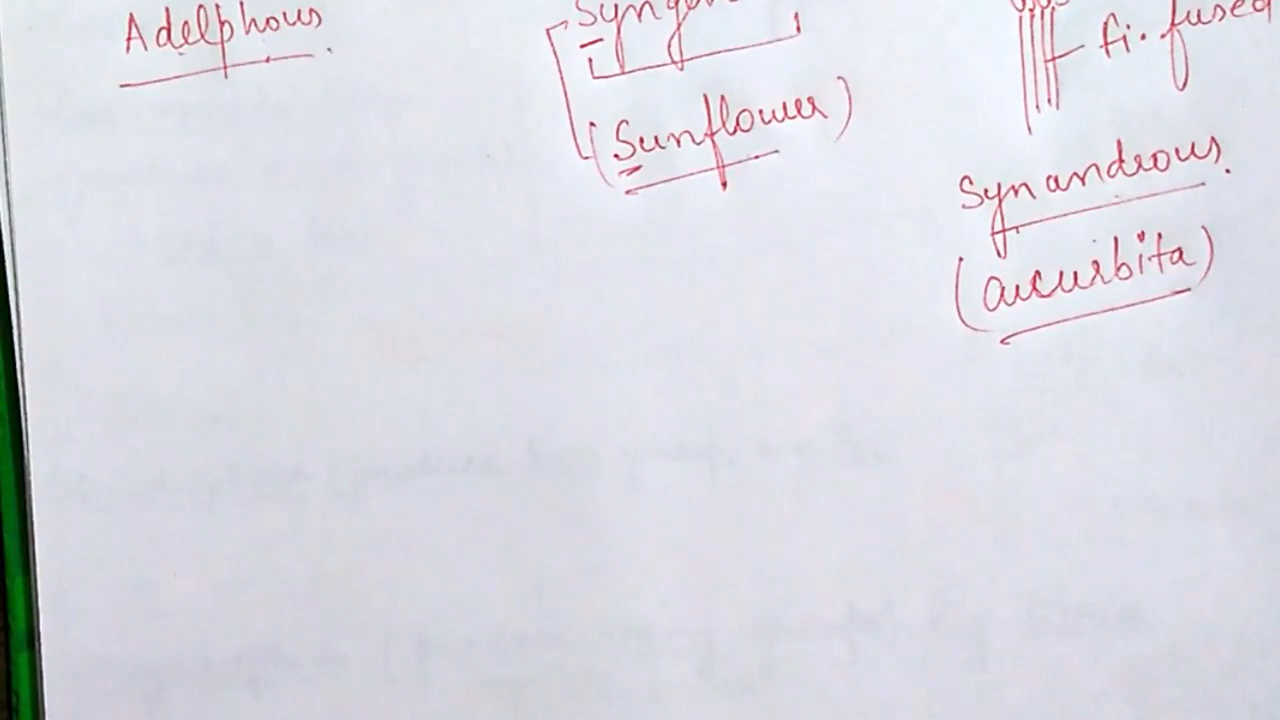 Adelphous.
(Sunflower)
fi. fused
Synandrous.
(cucurbita)